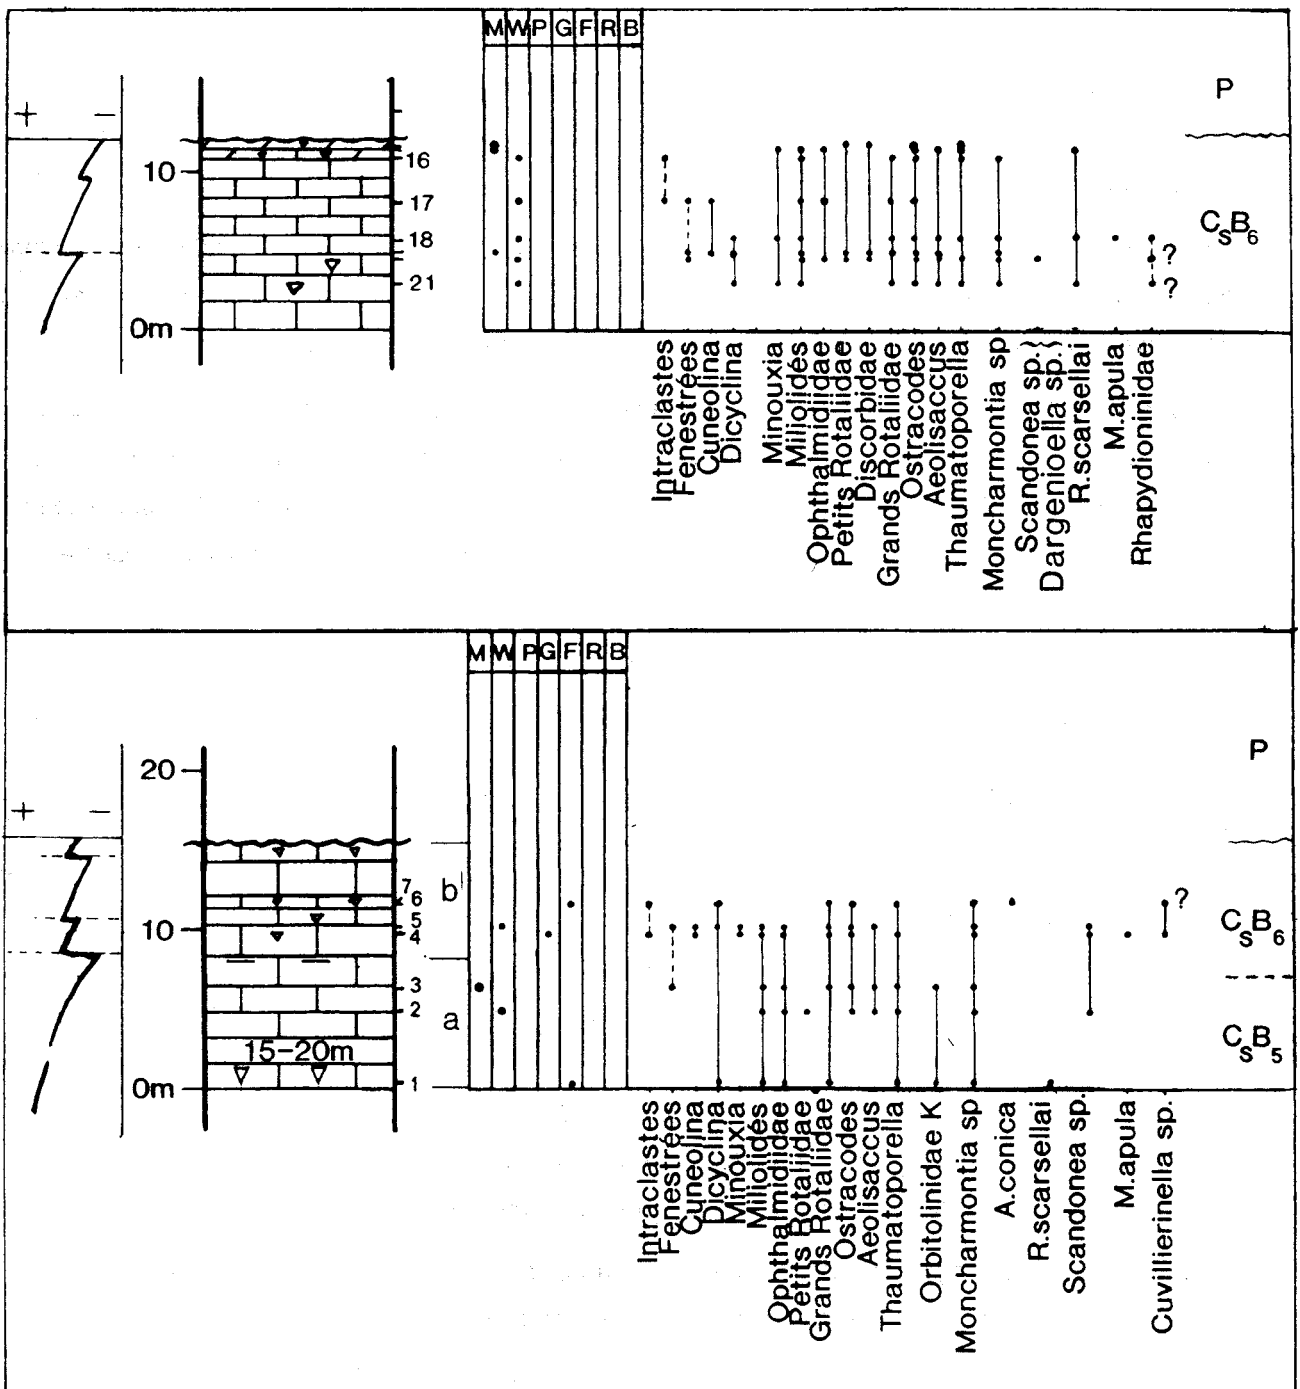 M W P G F R B
P
+ −
16
10
17
18
CsB6
?
21
?
0m
Intraclastes
Fenestrées
Cuneolina
Dicyclina
Minouxia
Miliolidés
Ophthalmidiidae
Petits Rotaliidae
Discorbidae
Grands Rotaliidae
Ostracodes
Aeolisaccus
Thaumatoporella
Moncharmontia sp
Scandonea sp.
Dargenioella sp.
R.scarsellai
M.apula
Rhapydioninidae
M W P G F R B
P
20
+ −
b
7
6
?
5
CsB6
10
4
3
2
a
CsB5
15-20m
0m
1
Intraclastes
Fenestrées
Cuneolina
Dicyclina
Minouxia
Miliolidés
Ophthalmidiidae
Petits Rotaliidae
Grands Rotaliidae
Ostracodes
Aeolisaccus
Thaumatoporella
Orbitolinidae K
Moncharmontia sp
A.conica
R.scarsellai
Scandonea sp.
M.apula
Cuvillierinella sp.